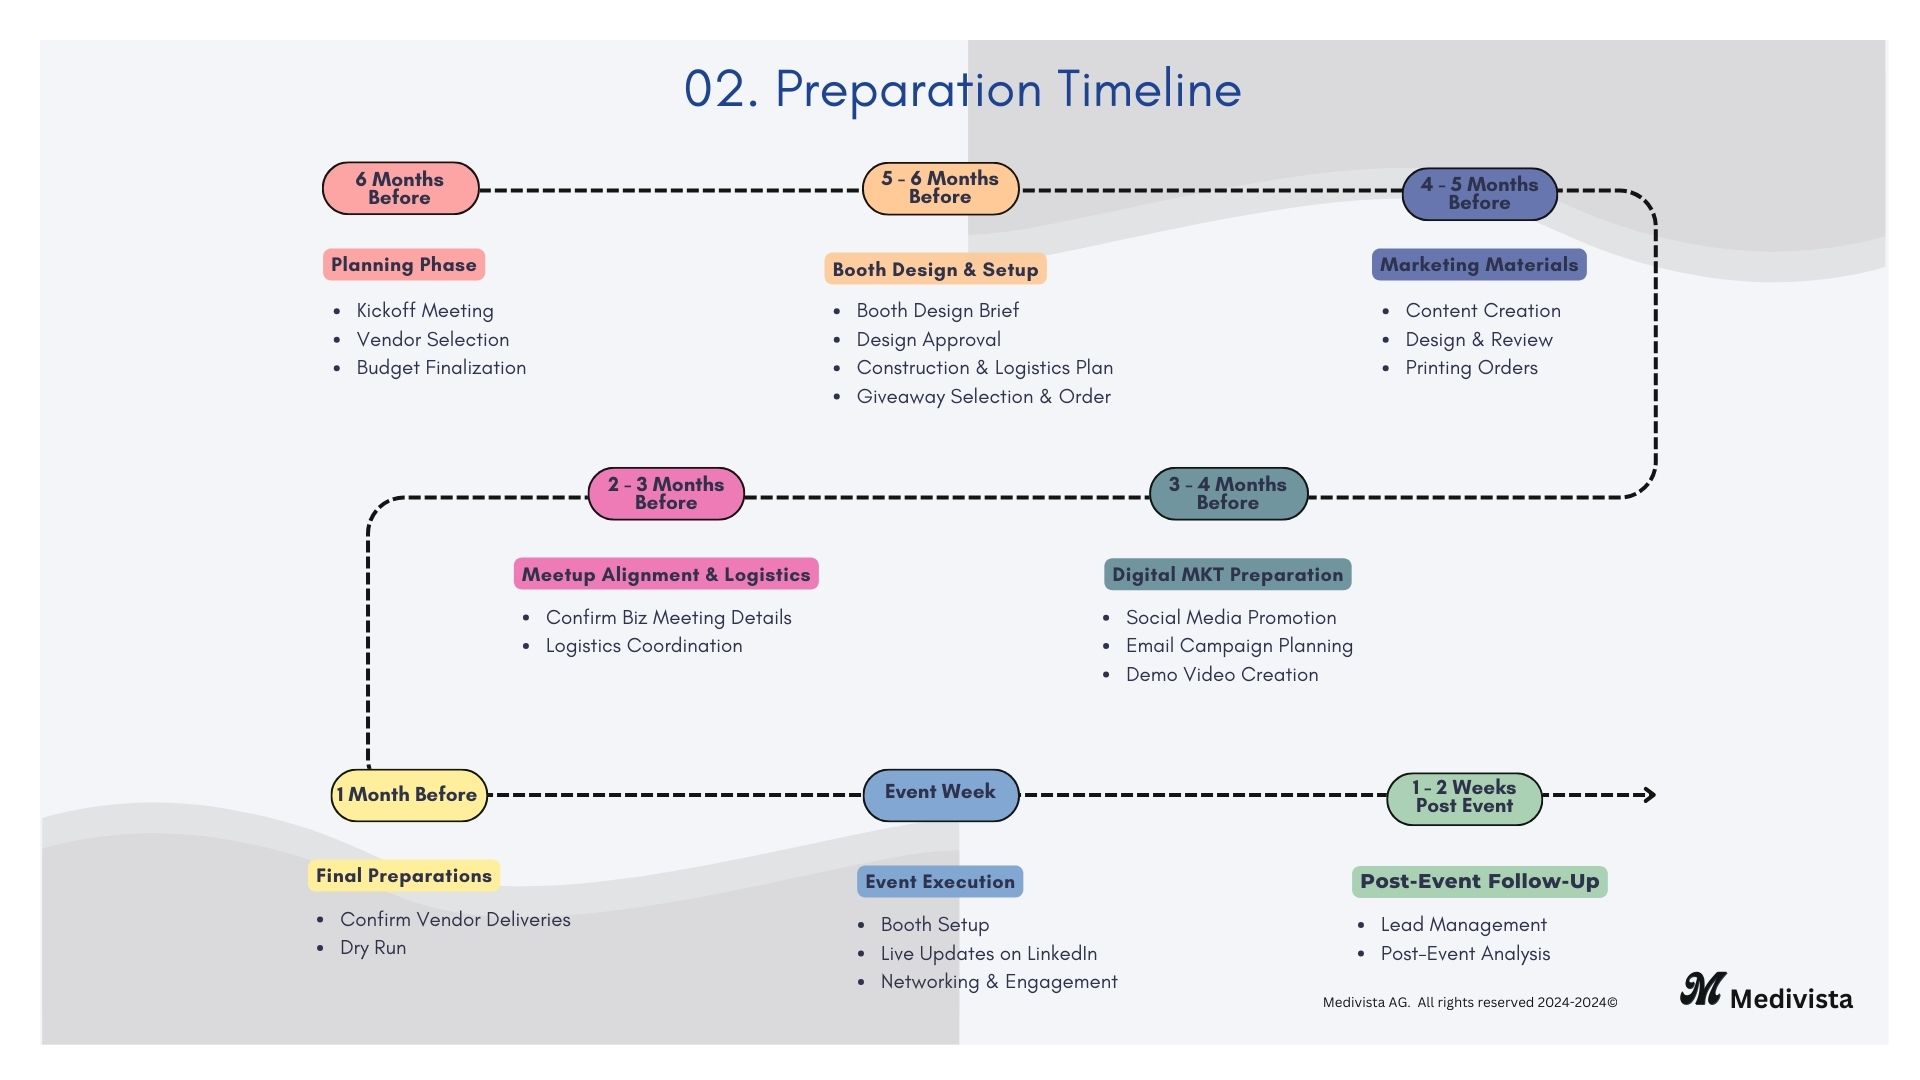 02. Preparation Timeline
6 Months
Before
Planning Phase
Kickoff Meeting
Vendor Selection
Budget Finalization
5 - 6 Months
Before
Booth Design & Setup
Booth Design Brief
Design Approval
Construction & Logistics Plan
Giveaway Selection & Order
4 - 5 Months
Before
Marketing Materials
Content Creation
Design & Review
Printing Orders
3 - 4 Months
Before
Digital MKT Preparation
Social Media Promotion
Email Campaign Planning
Demo Video Creation
2 - 3 Months
Before
Meetup Alignment & Logistics
Confirm Biz Meeting Details
Logistics Coordination
1 Month Before
Final Preparations
Confirm Vendor Deliveries
Dry Run
Event Week
Event Execution
Booth Setup
Live Updates on LinkedIn
Networking & Engagement
1 - 2 Weeks
Post Event
Post-Event Follow-Up
Lead Management
Post-Event Analysis
Medivista AG. All rights reserved 2024-2024©
M Medivista